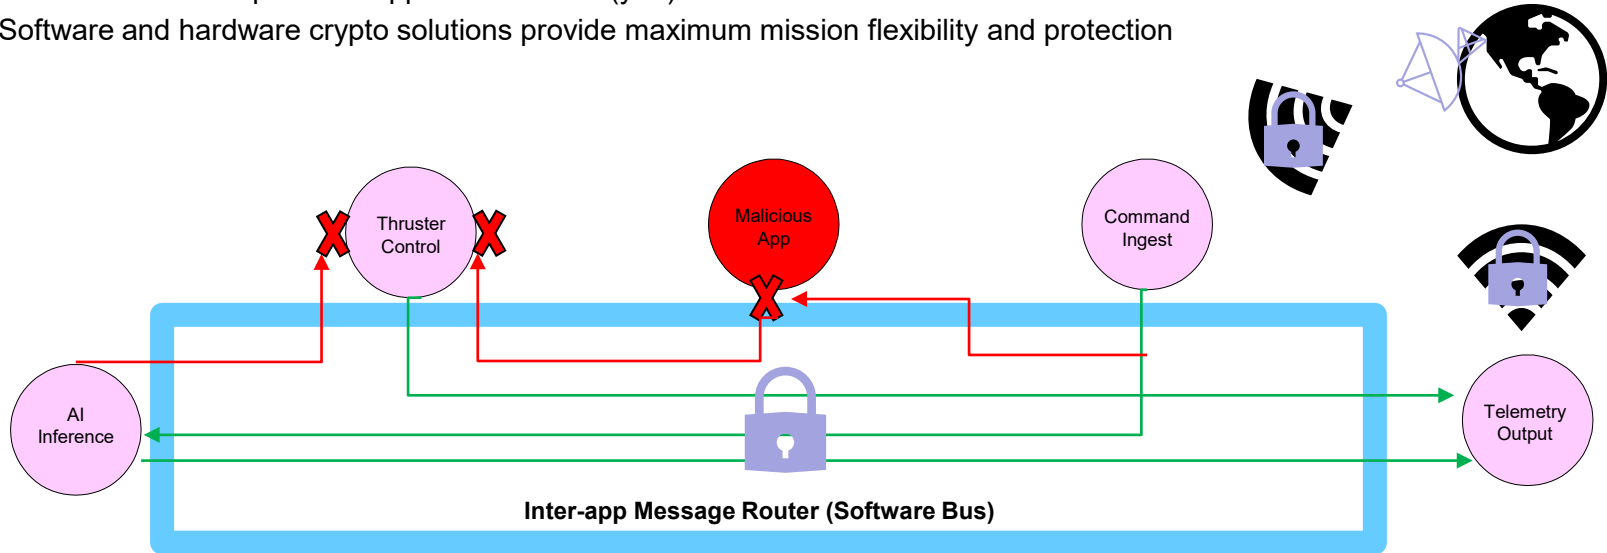 Software and hardware crypto solutions provide maximum mission flexibility and protection
Thruster
Control
Malicious
App
Command
Ingest
AI
Inference
Telemetry
Output
Inter-app Message Router (Software Bus)